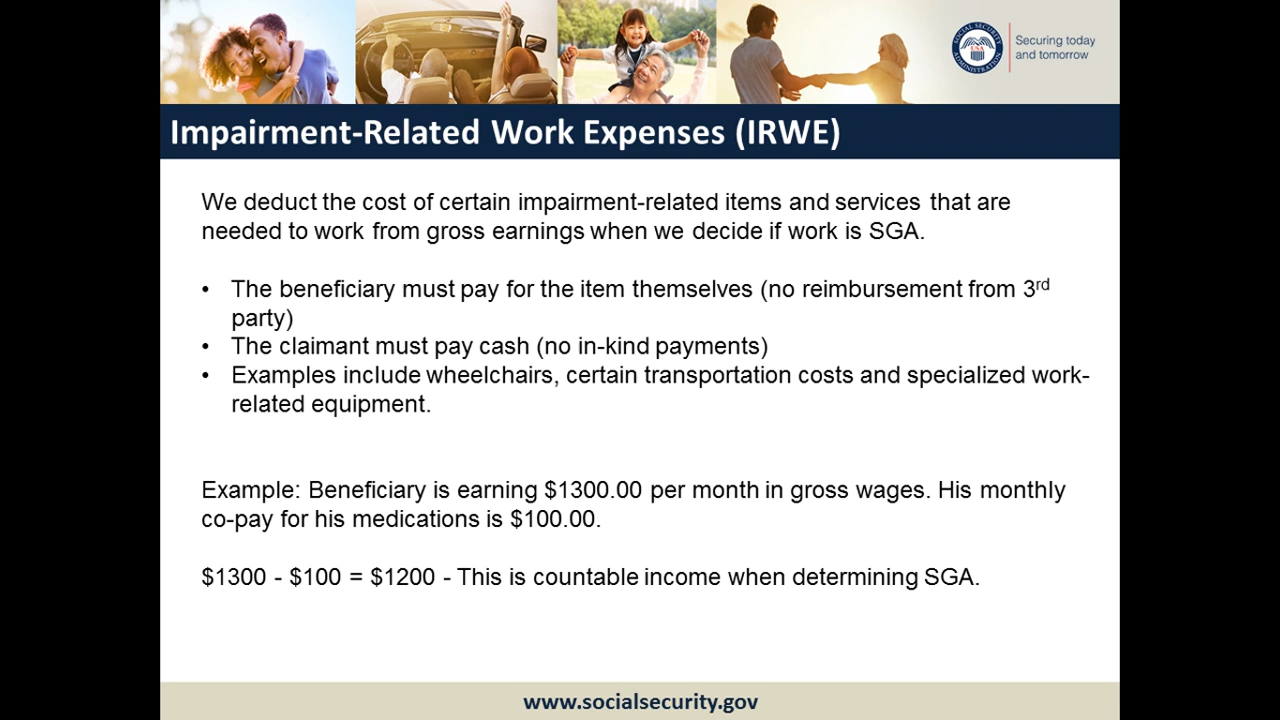 Securing today
and tomorrow
SOCIAL SECURITY
ADMINISTRATION
USA
Impairment-Related Work Expenses (IRWE)
We deduct the cost of certain impairment-related items and services that are
needed to work from gross earnings when we decide if work is SGA.
• The beneficiary must pay for the item themselves (no reimbursement from 3rd
party)
• The claimant must pay cash (no in-kind payments)
• Examples include wheelchairs, certain transportation costs and specialized work-
related equipment.
Example: Beneficiary is earning $1300.00 per month in gross wages. His monthly
co-pay for his medications is $100.00.
$1300 - $100 = $1200 - This is countable income when determining SGA.
www.socialsecurity.gov